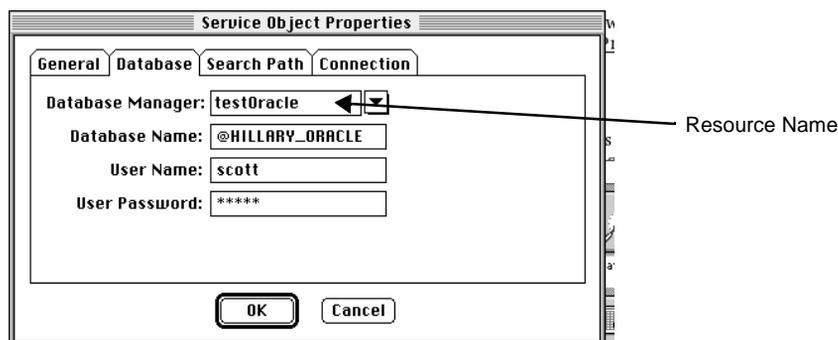 Service Object Properties
General Database Search Path Connection
Database Manager: testOracle
Resource Name
Database Name: @HILLARY_ORACLE
User Name: scott
User Password: *****
OK Cancel